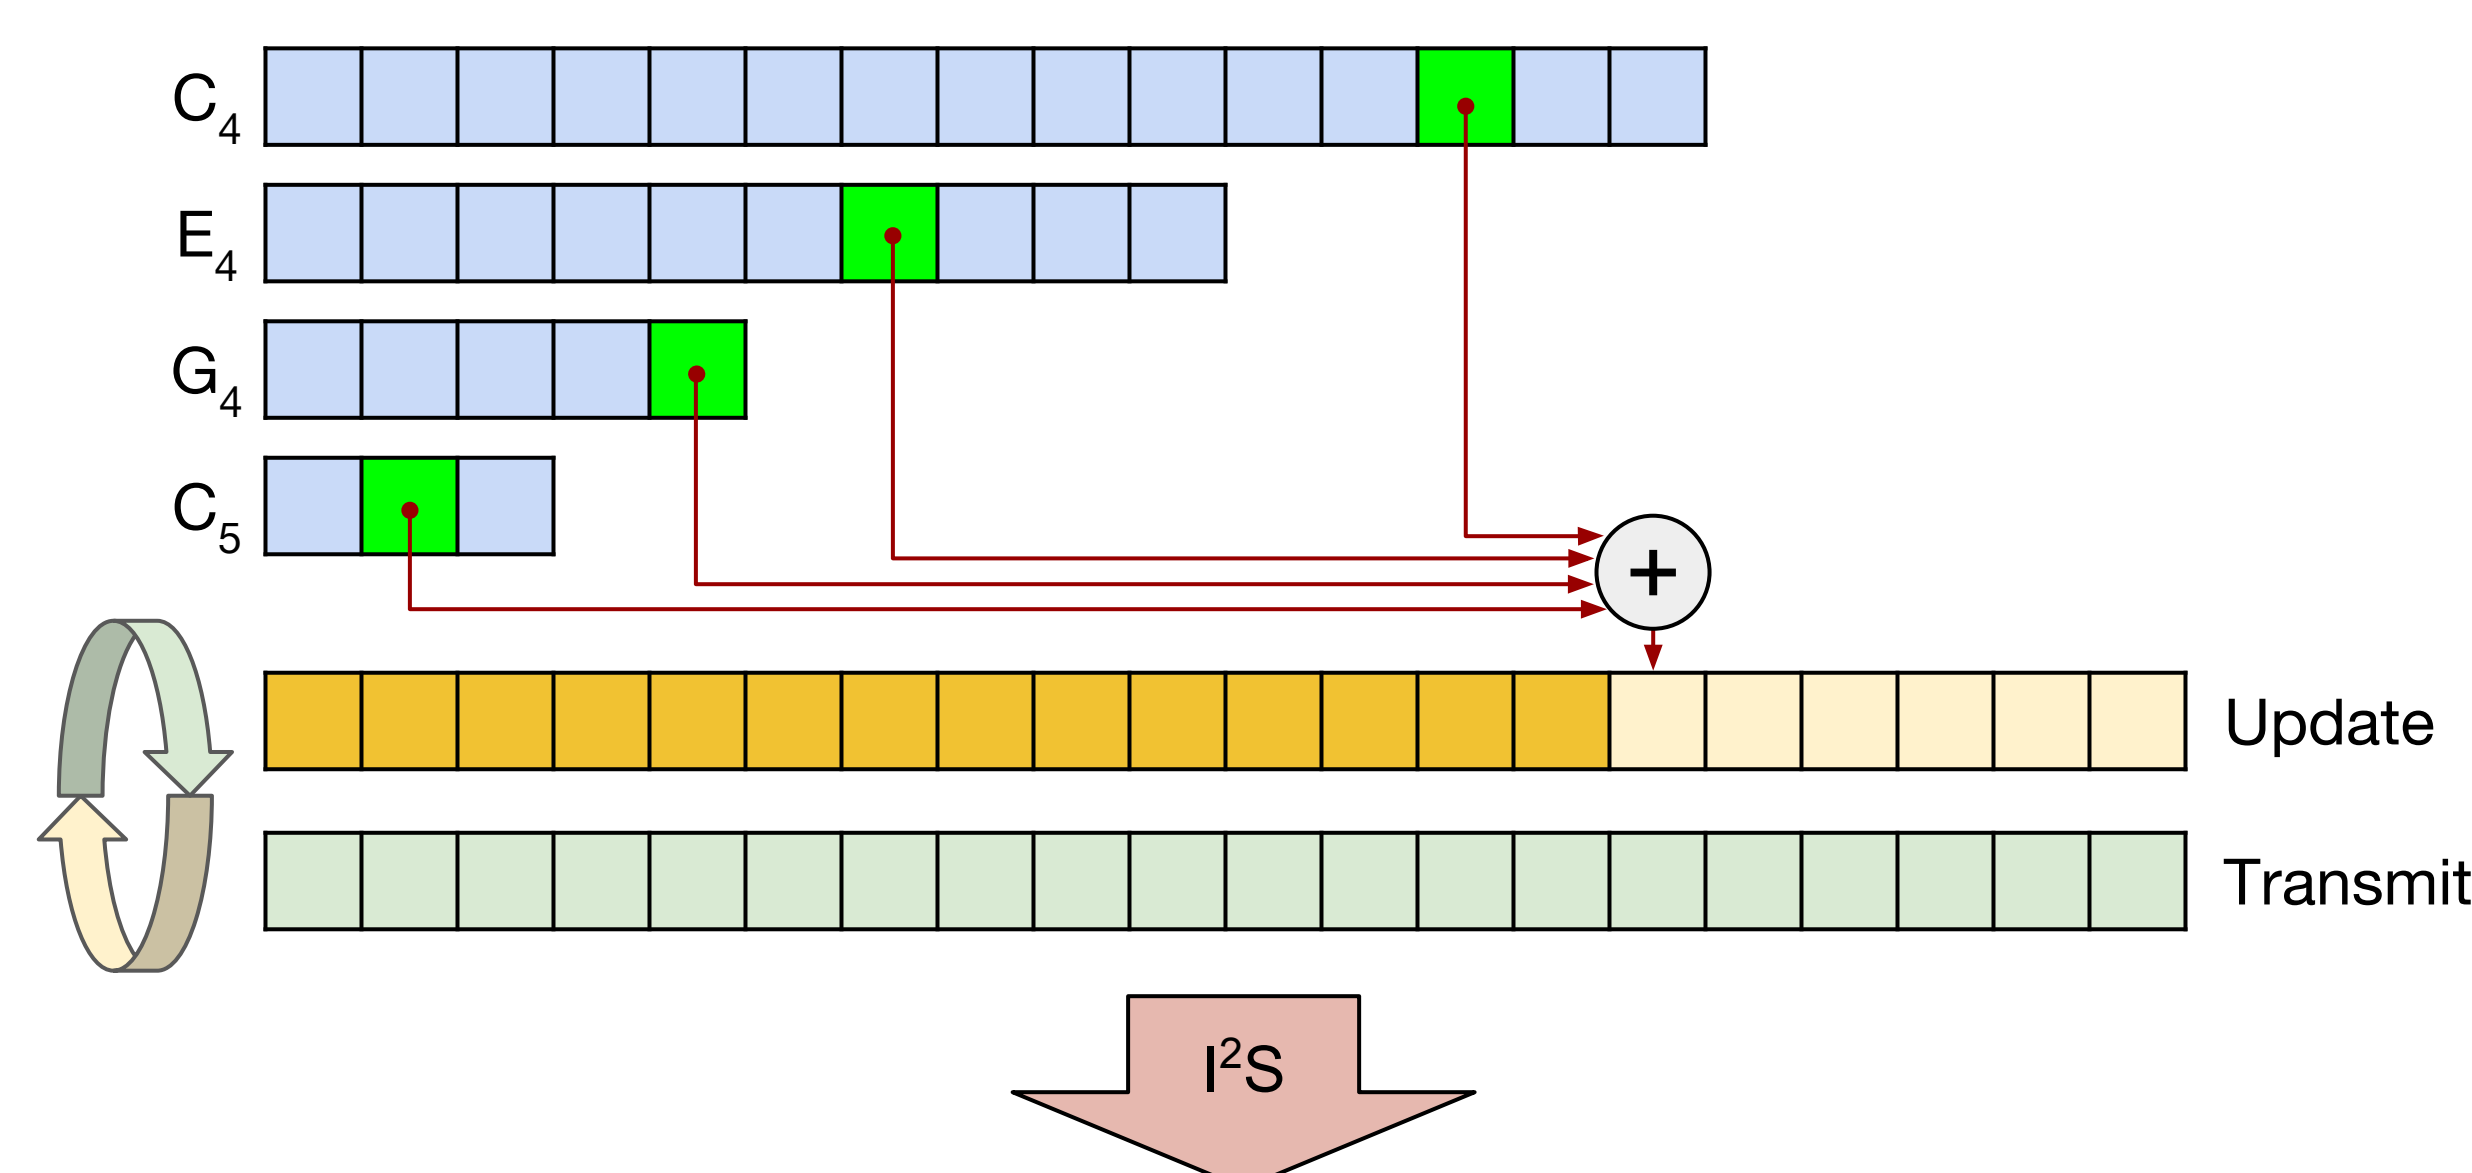 C₄
E₄
G₄
C₅
+
Update
Transmit
I²S